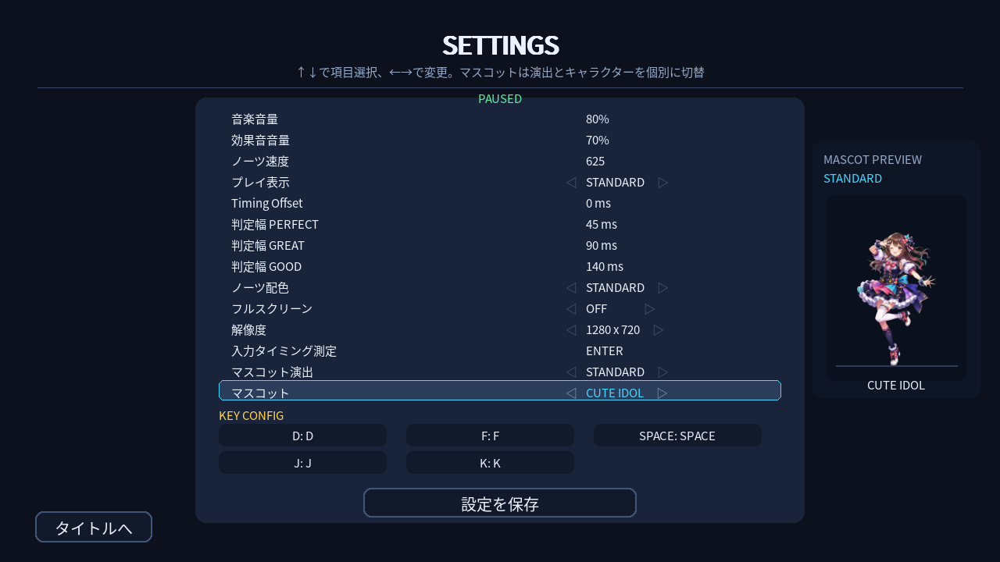 SETTINGS
↑↓で項目選択、←→で変更。マスコットは演出とキャラクターを個別に切替
PAUSED
音楽音量 80%
効果音音量 70%
ノーツ速度 625
プレイ表示 ◁ STANDARD ▷
Timing Offset 0 ms
判定幅 PERFECT 45 ms
判定幅 GREAT 90 ms
判定幅 GOOD 140 ms
ノーツ配色 ◁ STANDARD ▷
フルスクリーン ◁ OFF ▷
解像度 ◁ 1280 x 720 ▷
入力タイミング測定 ENTER
マスコット演出 ◁ STANDARD ▷
マスコット ◁ CUTE IDOL ▷
KEY CONFIG
D: D F: F SPACE: SPACE
J: J K: K
設定を保存
タイトルへ
MASCOT PREVIEW
STANDARD
CUTE IDOL